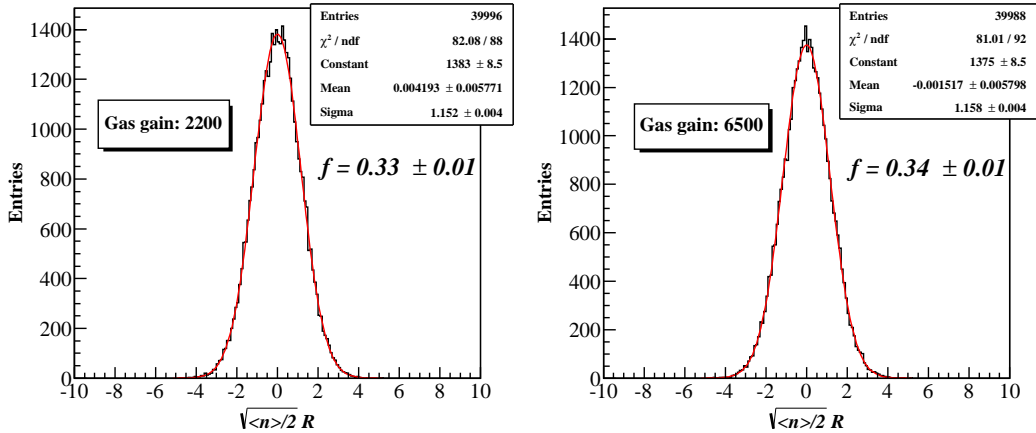 Entries 39996
χ² / ndf 82.08 / 88
Constant 1383 ± 8.5
Mean 0.004193 ± 0.005771
Sigma 1.152 ± 0.004
Gas gain: 2200
f = 0.33 ± 0.01
Entries
1400
1200
1000
800
600
400
200
0
-10 -8 -6 -4 -2 0 2 4 6 8 10
√<n>/2 R
Entries 39988
χ² / ndf 81.01 / 92
Constant 1375 ± 8.5
Mean -0.001517 ± 0.005798
Sigma 1.158 ± 0.004
Gas gain: 6500
f = 0.34 ± 0.01
Entries
1400
1200
1000
800
600
400
200
0
-10 -8 -6 -4 -2 0 2 4 6 8 10
√<n>/2 R